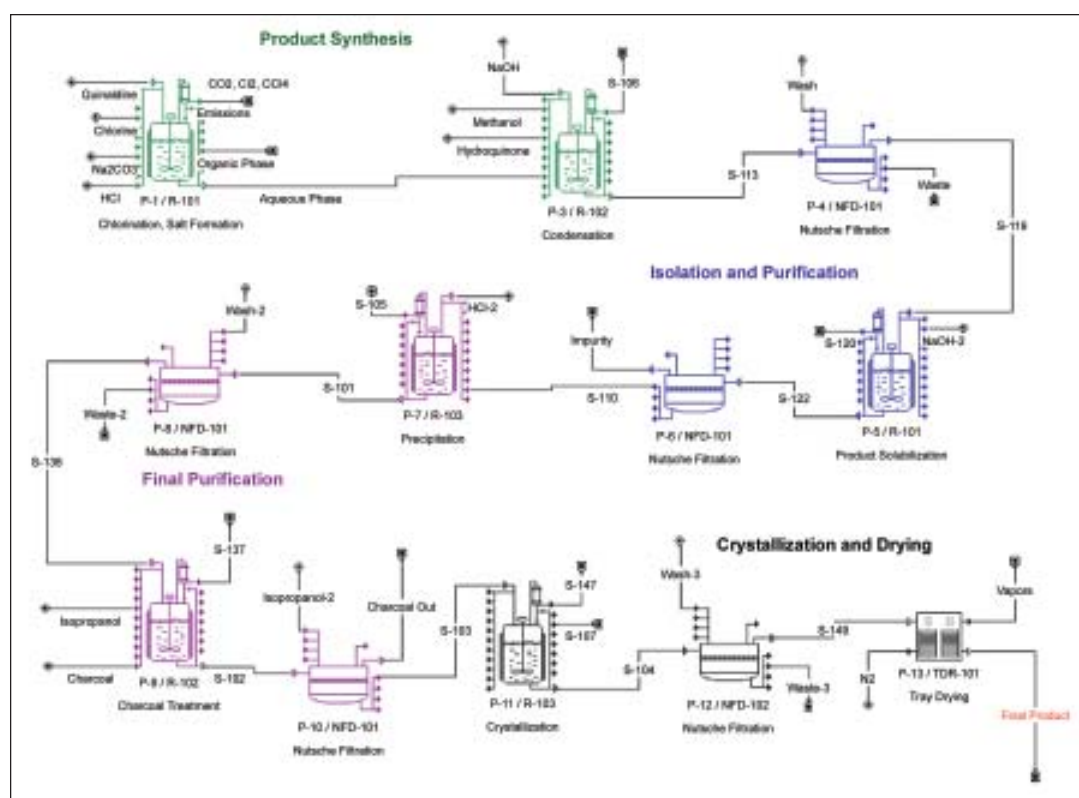 Product Synthesis
Quinaldine
Chlorine
Na2CO3
HCl
CO2, Cl2, CCl4
Emissions
Organic Phase
P-1 / R-101
Chlorination, Salt Formation
Aqueous Phase
NaOH
Methanol
Hydroquinone
S-106
P-3 / R-102
Condensation
S-113
Wash
Waste
P-4 / NFD-101
Nutsche Filtration
Isolation and Purification
Wash-2
Waste-2
P-8 / NFD-101
Nutsche Filtration
S-101
S-105
HCl-2
P-7 / R-103
Precipitation
S-110
Impurity
P-6 / NFD-101
Nutsche Filtration
S-122
S-120
NaOH-2
P-5 / R-101
Product Solubilization
S-136
Final Purification
S-137
Isopropanol
Charcoal
P-9 / R-102
Charcoal Treatment
S-102
Isopropanol-2
Charcoal Out
P-10 / NFD-101
Nutsche Filtration
S-103
S-147
S-107
P-11 / R-103
Crystallization
S-104
Crystallization and Drying
Wash-3
Waste-3
P-12 / NFD-102
Nutsche Filtration
S-149
Vapors
N2
P-13 / TDR-101
Tray Drying
Final Product